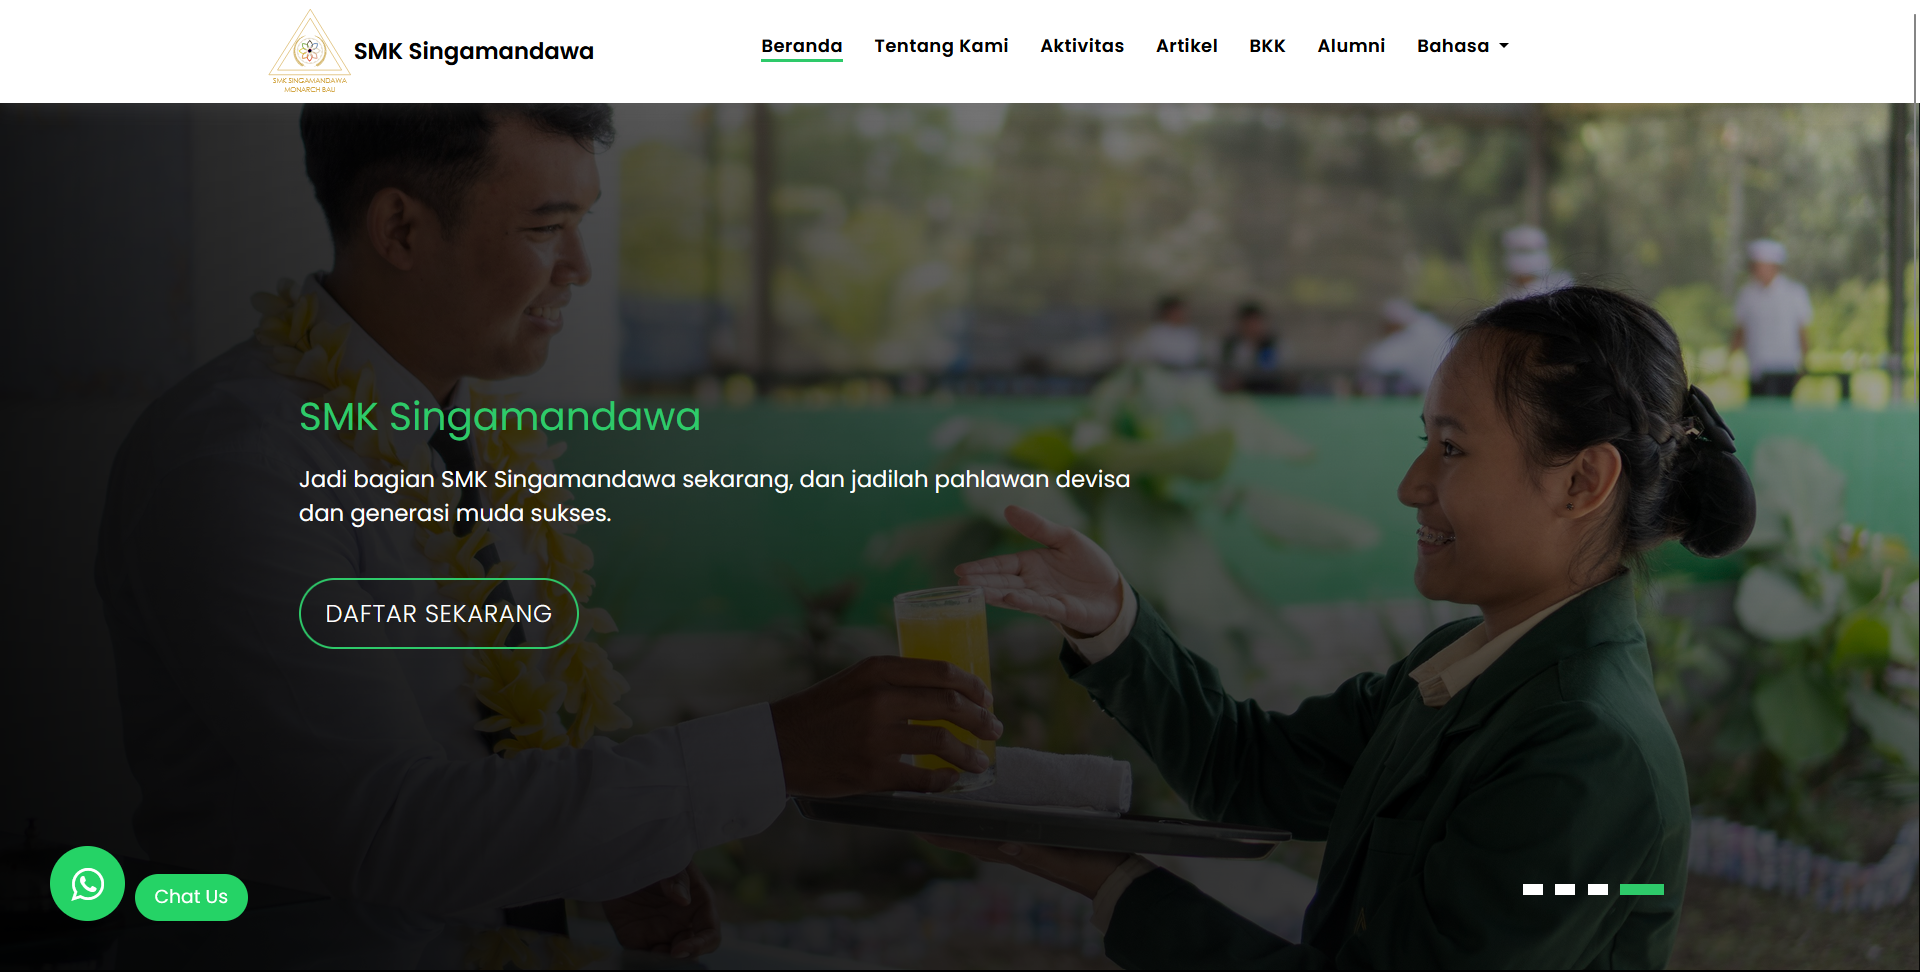 SMK SINGAMANDAWA
MONARCH BALI
SMK Singamandawa
Beranda
Tentang Kami
Aktivitas
Artikel
BKK
Alumni
Bahasa
SMK Singamandawa
Jadi bagian SMK Singamandawa sekarang, dan jadilah pahlawan devisa
dan generasi muda sukses.
DAFTAR SEKARANG
Chat Us